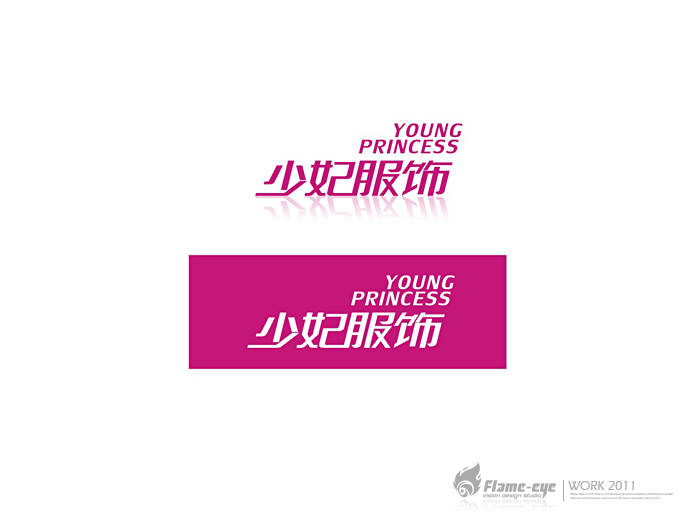 YOUNG
PRINCESS
少妃服饰
YOUNG
PRINCESS
少妃服饰
Flame-eye
vision design studio
WORK 2011